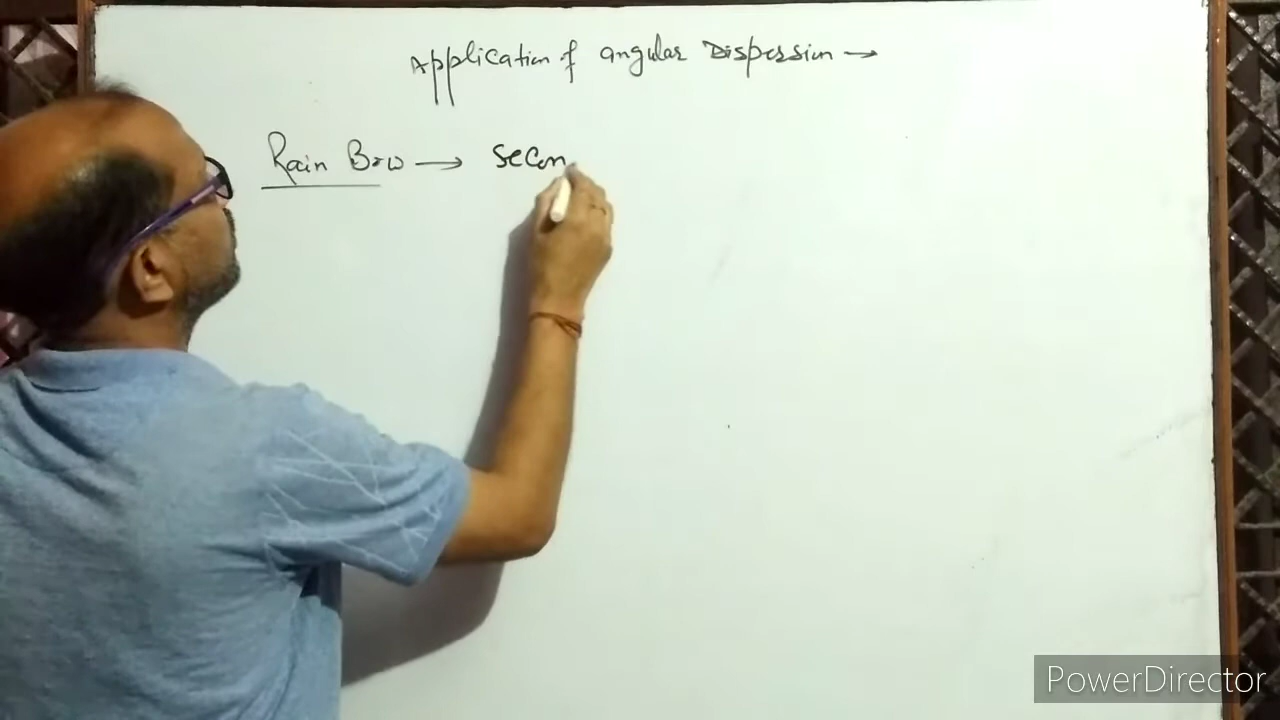 Application of angular Dispersion →
Rain Bow → Secon
PowerDirector